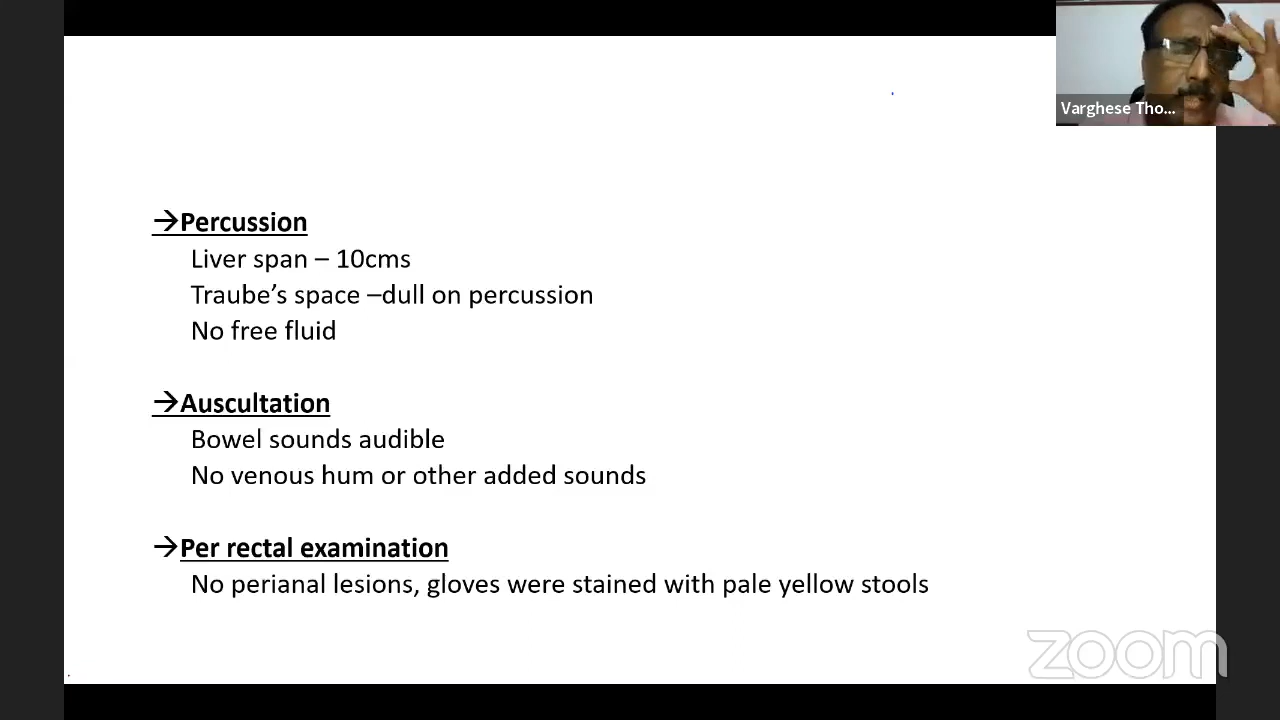 Varghese Tho...
→Percussion
Liver span – 10cms
Traube's space –dull on percussion
No free fluid
→Auscultation
Bowel sounds audible
No venous hum or other added sounds
→Per rectal examination
No perianal lesions, gloves were stained with pale yellow stools
zoom